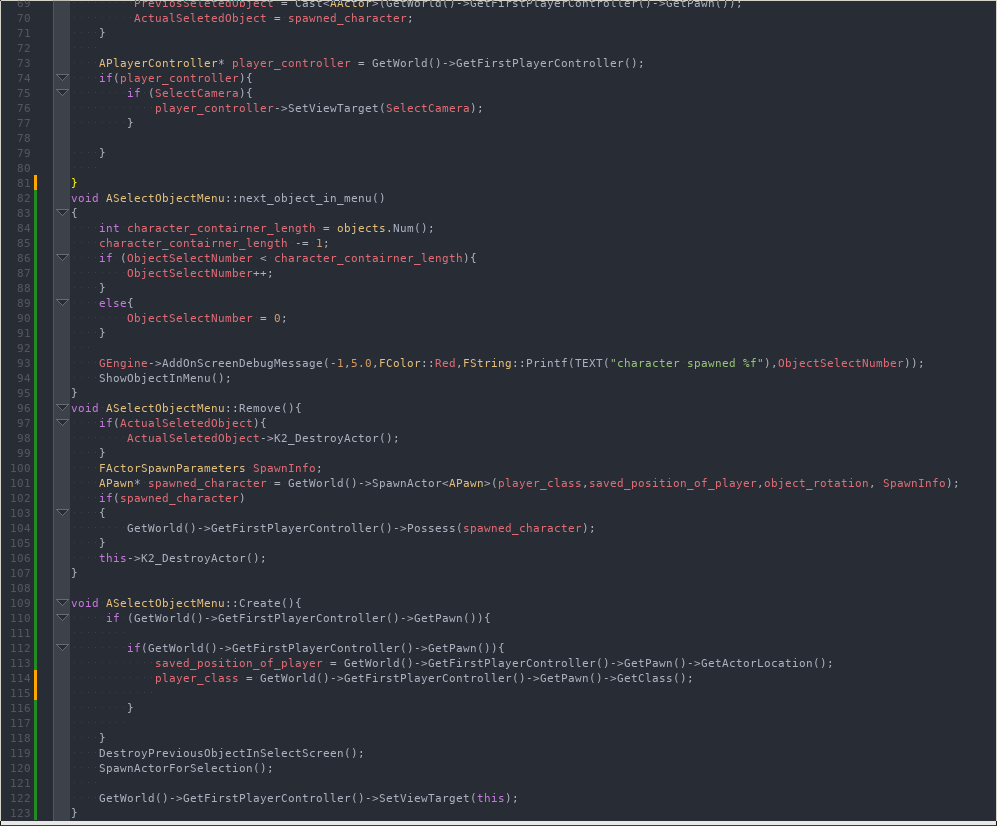 69 PreviosSeletedObject = Cast<AActor>(GetWorld()->GetFirstPlayerController()->GetPawn());
70 ActualSeletedObject = spawned_character;
71 }
72
73 APlayerController* player_controller = GetWorld()->GetFirstPlayerController();
74 if(player_controller){
75 if (SelectCamera){
76 player_controller->SetViewTarget(SelectCamera);
77 }
78
79 }
80
81 }
82 void ASelectObjectMenu::next_object_in_menu()
83 {
84 int character_contairner_length = objects.Num();
85 character_contairner_length -= 1;
86 if (ObjectSelectNumber < character_contairner_length){
87 ObjectSelectNumber++;
88 }
89 else{
90 ObjectSelectNumber = 0;
91 }
92
93 GEngine->AddOnScreenDebugMessage(-1,5.0,FColor::Red,FString::Printf(TEXT("character spawned %f"),ObjectSelectNumber));
94 ShowObjectInMenu();
95 }
96 void ASelectObjectMenu::Remove(){
97 if(ActualSeletedObject){
98 ActualSeletedObject->K2_DestroyActor();
99 }
100 FActorSpawnParameters SpawnInfo;
101 APawn* spawned_character = GetWorld()->SpawnActor<APawn>(player_class,saved_position_of_player,object_rotation, SpawnInfo);
102 if(spawned_character)
103 {
104 GetWorld()->GetFirstPlayerController()->Possess(spawned_character);
105 }
106 this->K2_DestroyActor();
107 }
108
109 void ASelectObjectMenu::Create(){
110 if (GetWorld()->GetFirstPlayerController()->GetPawn()){
111
112 if(GetWorld()->GetFirstPlayerController()->GetPawn()){
113 saved_position_of_player = GetWorld()->GetFirstPlayerController()->GetPawn()->GetActorLocation();
114 player_class = GetWorld()->GetFirstPlayerController()->GetPawn()->GetClass();
115
116 }
117
118 }
119 DestroyPreviousObjectInSelectScreen();
120 SpawnActorForSelection();
121
122 GetWorld()->GetFirstPlayerController()->SetViewTarget(this);
123 }